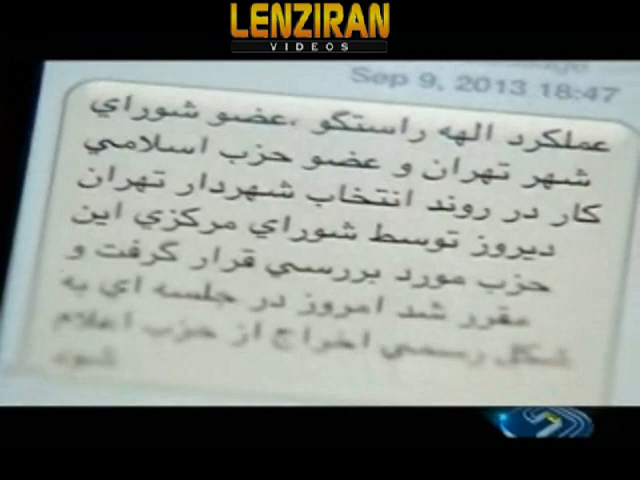 LENZIRAN
VIDEOS
Sep 9, 2013 18:47
عملکرد الهه راستگو ،عضو شوراي
شهر تهران و عضو حزب اسلامي
کار در روند انتخاب شهردار تهران
ديروز توسط شوراي مرکزي اين
حزب مورد بررسي قرار گرفت و
مقرر شد امروز در جلسه اي به
شکل رسمي اخراج از حزب اعلام
شود